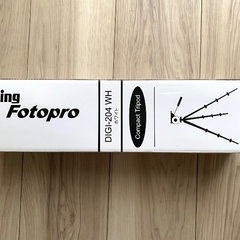 ing
Fotopro
DIGI-204 WH
ホワイト
Compact Tripod